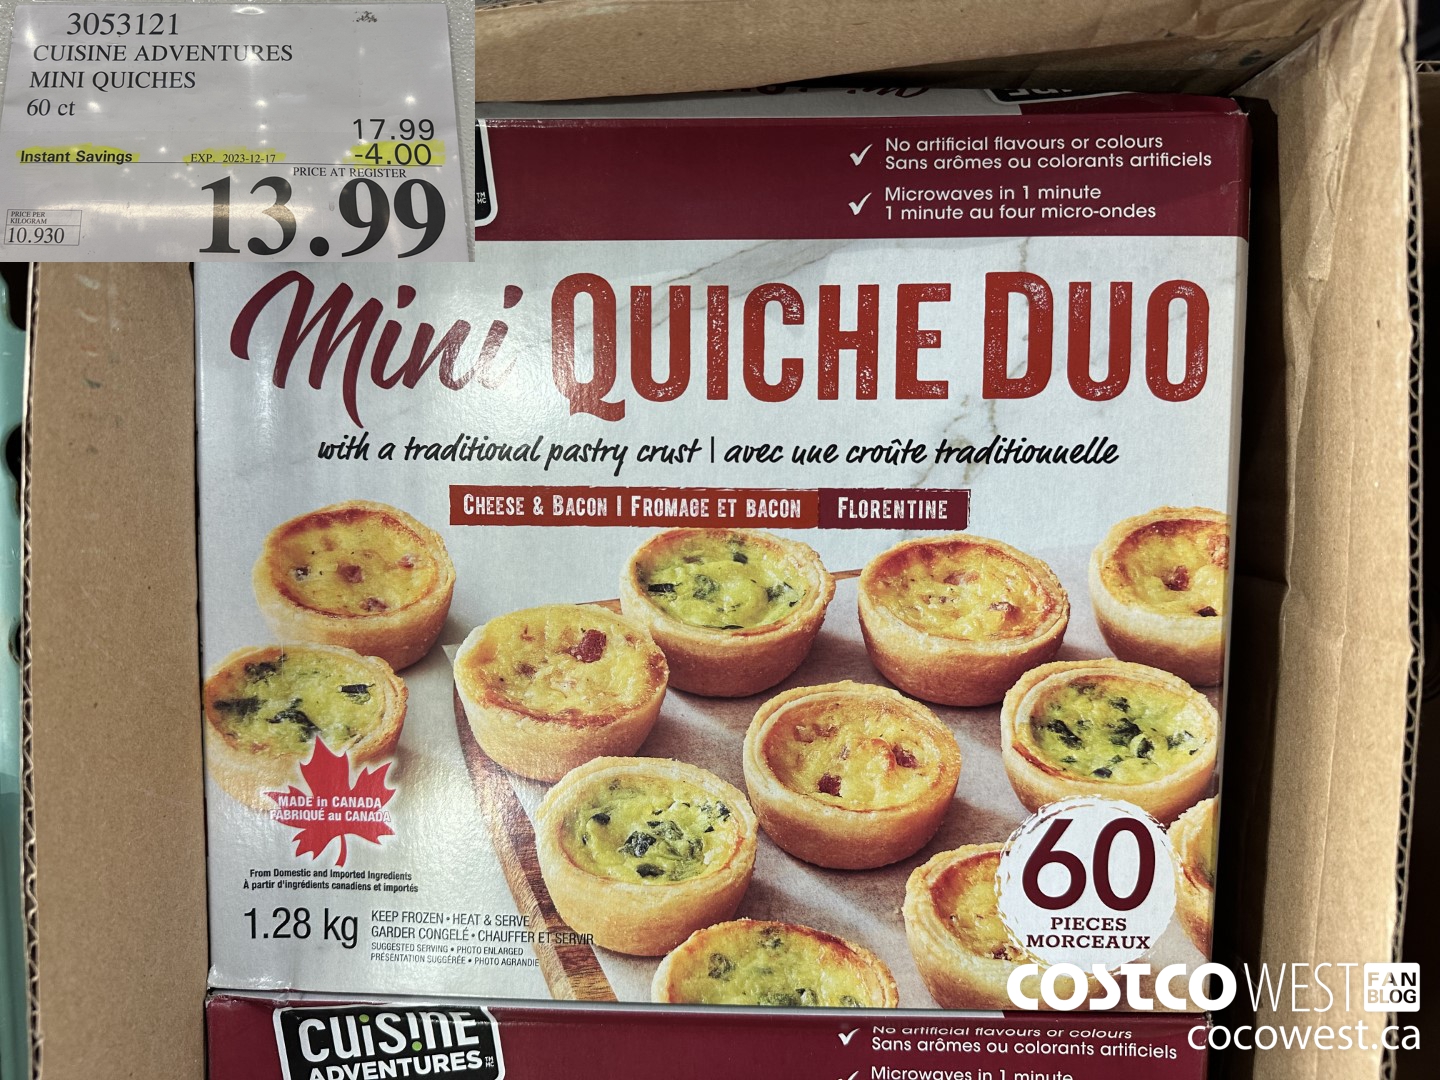 3053121
CUISINE ADVENTURES
MINI QUICHES
60 ct
17.99
Instant Savings EXP. 2023-12-17 -4.00
PRICE AT REGISTER
13.99
PRICE PER
KILOGRAM
10.930
TM
MC
✓ No artificial flavours or colours
Sans arômes ou colorants artificiels
✓ Microwaves in 1 minute
1 minute au four micro-ondes
Mini QUICHE DUO
with a traditional pastry crust | avec une croûte traditionnelle
CHEESE & BACON | FROMAGE ET BACON FLORENTINE
MADE in CANADA
FABRIQUÉ au CANADA
From Domestic and Imported Ingredients
À partir d'ingrédients canadiens et importés
1.28 kg
KEEP FROZEN • HEAT & SERVE
GARDER CONGELÉ • CHAUFFER ET SERVIR
SUGGESTED SERVING • PHOTO ENLARGED
PRÉSENTATION SUGGÉRÉE • PHOTO AGRANDIE
60
PIECES
MORCEAUX
COSTCO WEST FAN BLOG
cocowest.ca
CUiS!NE
ADVENTURES TM MC
✓ No artificial flavours or colours
Sans arômes ou colorants artificiels
✓ Microwaves in 1 minute